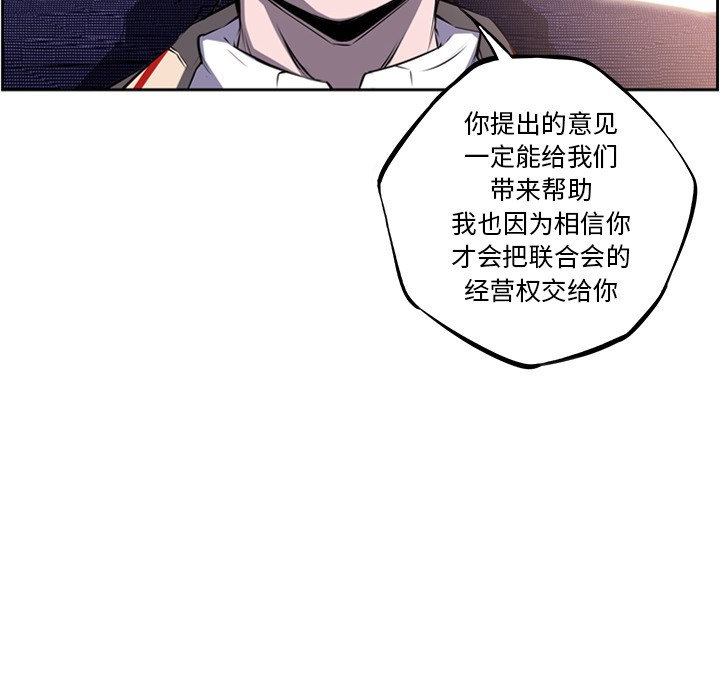 你提出的意见
一定能给我们
带来帮助
我也因为相信你
才会把联合会的
经营权交给你